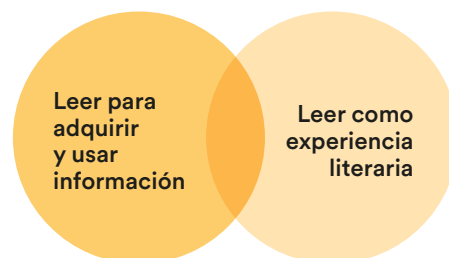 Leer para
adquirir
y usar
información
Leer como
experiencia
literaria